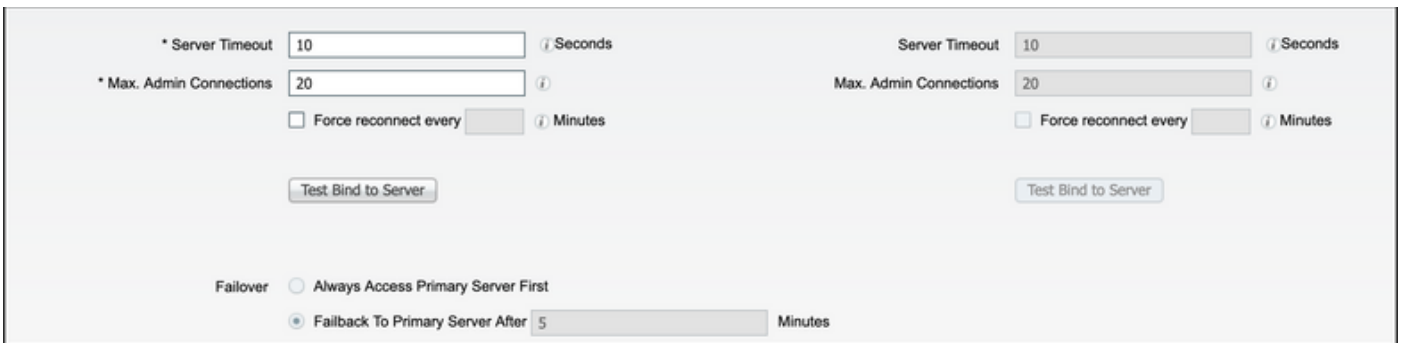 * Server Timeout 10 i Seconds Server Timeout 10 i Seconds
* Max. Admin Connections 20 i Max. Admin Connections 20 i
Force reconnect every i Minutes Force reconnect every i Minutes
Test Bind to Server Test Bind to Server
Failover Always Access Primary Server First
Failback To Primary Server After 5 Minutes